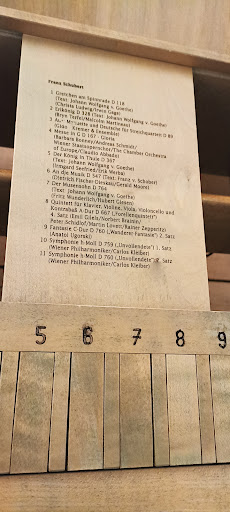 Franz Schubert
1 Gretchen am Spinnrade D 118
(Text: Johann Wolfgang v. Goethe)
(Christa Ludwig/Irwin Gage)
2 Erlkönig D 328 (Text: Johann Wolfgang v. Goethe)
(Bryn Terfel/Malcolm Martineau)
3 Menuette und Deutsche für Streichquartett D 89
Kremer & Ensemble)
4 Messe in G D 167 - Gloria
(Barbara Bonney/Andreas Schmidt/
Wiener Staatsopernchor/The Chamber Orchestra
of Europe/Claudio Abbado)
5 Der König in Thule D 367
(Text: Johann Wolfgang v. Goethe)
(Irmgard Seefried/Erik Werba)
6 An die Musik D 547 (Text: Franz v. Schober)
(Dietrich Fischer-Dieskau/Gerald Moore)
7 Der Musensohn D 764
(Text: Johann Wolfgang v. Goethe)
(Fritz Wunderlich/Hubert Giesen)
8 Quintett für Klavier, Violine, Viola, Violoncello und
Kontrabaß A-Dur D 667 („Forellenquintett“)
4. Satz (Emil Gilels/Norbert Brainin/
Peter Schidlof/Martin Lovett/Rainer Zepperitz)
9 Fantasie C-Dur D 760 („Wanderer Fantasie“) 2. Satz
(Anatol Ugorski)
10 Symphonie h-Moll D 759 („Unvollendete“) 1. Satz
(Wiener Philharmoniker/Carlos Kleiber)
11 Symphonie h-Moll D 760 („Unvollendete“) 2. Satz
(Wiener Philharmoniker/Carlos Kleiber)
5 6 7 8 9